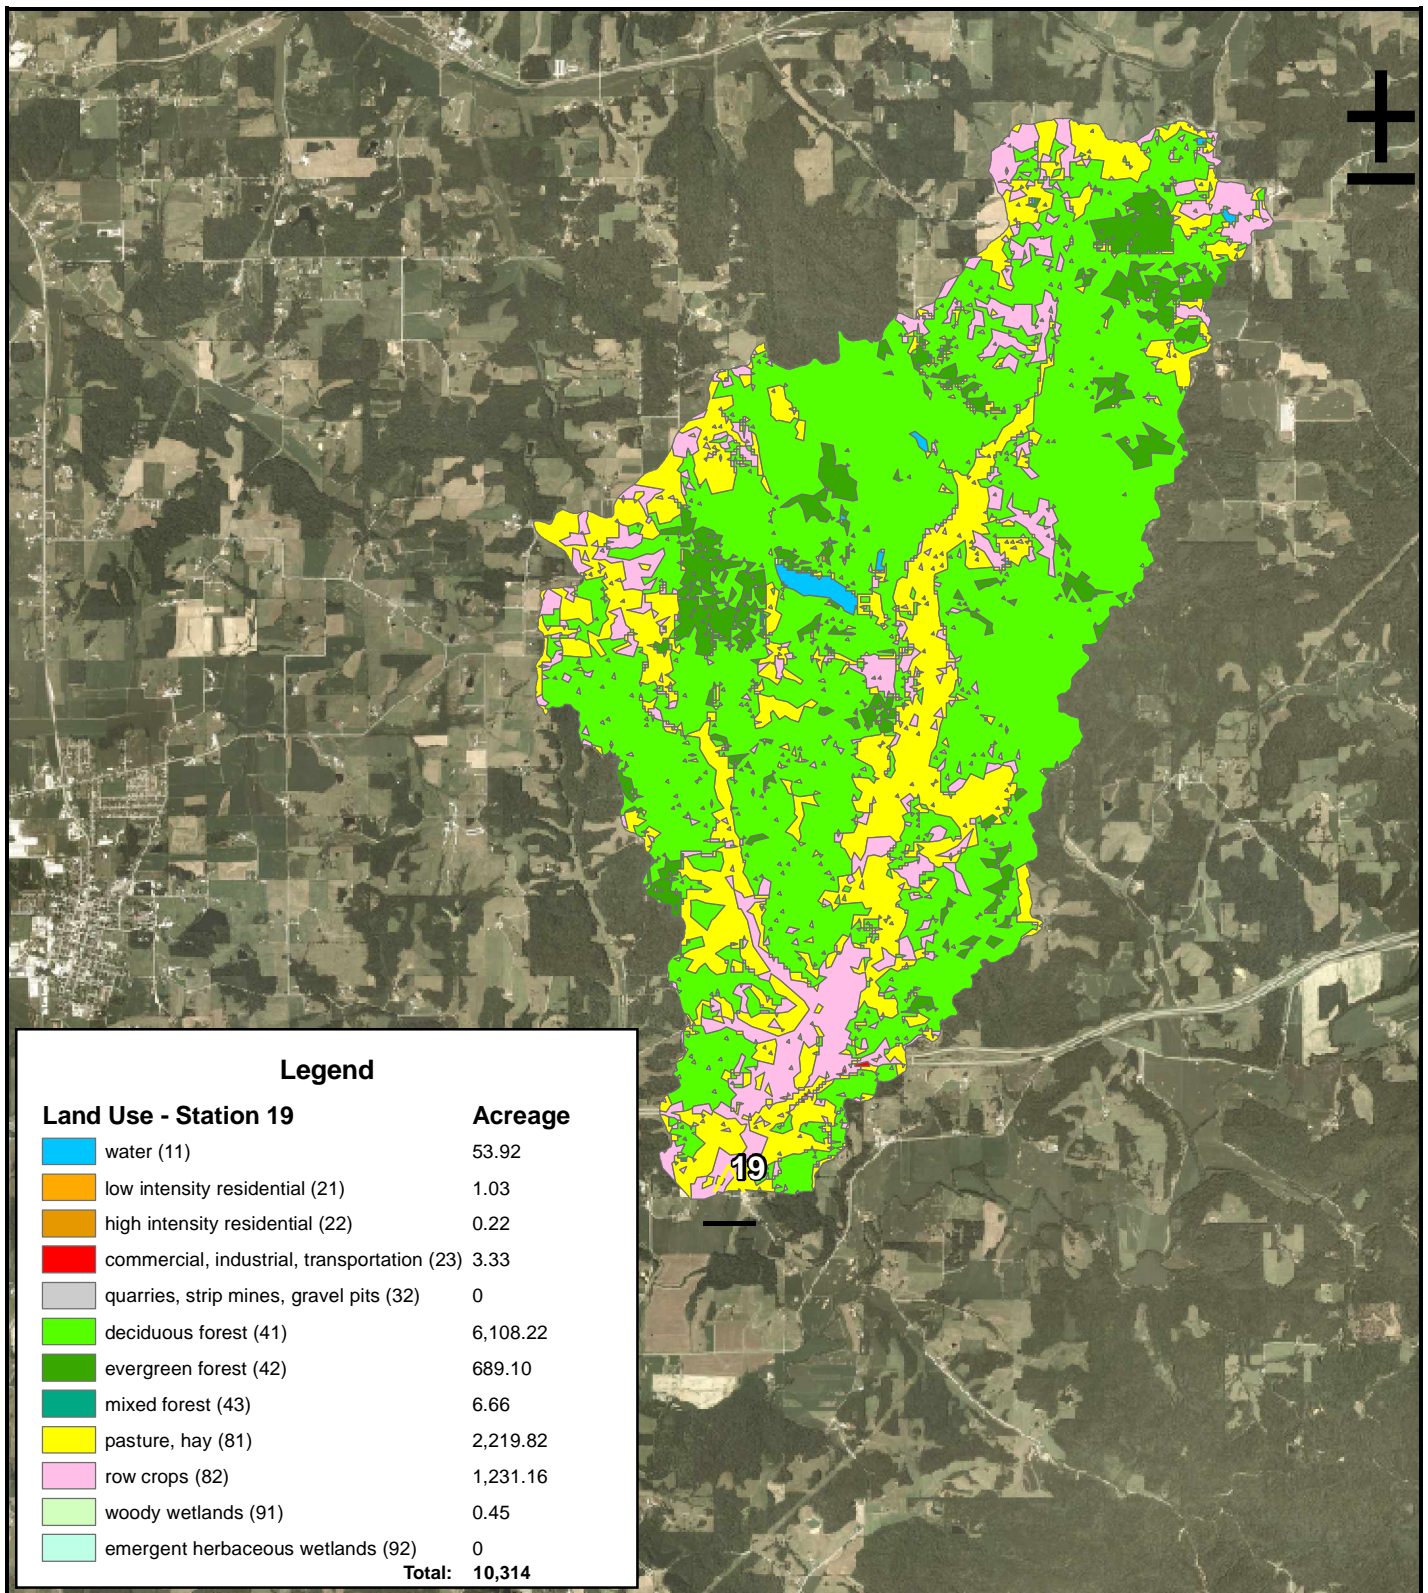 19
Legend
Land Use - Station 19 Acreage
water (11) 53.92
low intensity residential (21) 1.03
high intensity residential (22) 0.22
commercial, industrial, transportation (23) 3.33
quarries, strip mines, gravel pits (32) 0
deciduous forest (41) 6,108.22
evergreen forest (42) 689.10
mixed forest (43) 6.66
pasture, hay (81) 2,219.82
row crops (82) 1,231.16
woody wetlands (91) 0.45
emergent herbaceous wetlands (92) 0
Total: 10,314